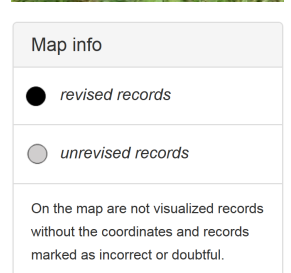 Map info
revised records
unrevised records
On the map are not visualized records
without the coordinates and records
marked as incorrect or doubtful.